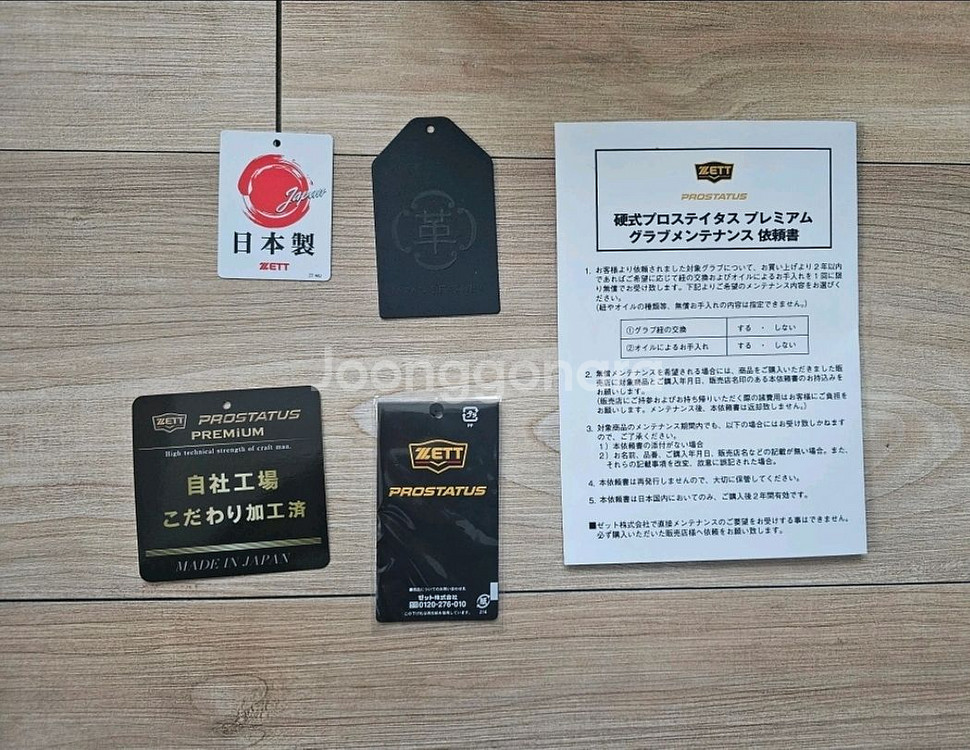 Japan
日本製
ZETT
革
ZETT
PROSTATUS
硬式プロステイタス プレミアム
グラブメンテナンス 依頼書
1. お客様より依頼されました対象グラブについて、お買い上げより2年以内
であればご希望に応じて紐の交換およびオイルによるお手入れを1回に限
り無償でお受け致します。下記よりご希望のメンテナンス内容をお選びく
ださい。
(紐やオイルの種類等、無償お手入れの内容は指定できません。)
①グラブ紐の交換 する ・ しない
②オイルによるお手入れ する ・ しない
2. 無償メンテナンスを希望される場合には、商品をご購入いただきました販
売店に対象商品とご購入年月日、販売店名印のある本依頼書のお持込みを
お願いします。
(販売店にご持参およびお持ち帰りいただく際の諸費用はお客様にご負担を
お願いします。メンテナンス後、本依頼書は返却致しません。)
3. 対象商品のメンテナンス期間内でも、以下の場合にはお受け致しかねます
ので、ご了承ください。
1) 本依頼書の添付がない場合
2) お名前、品番、ご購入年月日、販売店名などの記載が無い場合。また、
それらの記載事項を改変、故意に誤記された場合。
4. 本依頼書は再発行しませんので、大切に保管してください。
5. 本依頼書は日本国内においてのみ、ご購入後2年間有効です。
■ゼット株式会社で直接メンテナンスのご要望をお受けする事はできません。
必ず購入いただいた販売店様へ依頼をお願い致します。
Joonggona
ZETT PROSTATUS
PREMIUM
High technical strength of craft man.
自社工場
こだわり加工済
MADE IN JAPAN
プラ
PP
ZETT
PROSTATUS
■商品についてのお問い合わせ先
ゼット株式会社
0120-276-010
紙